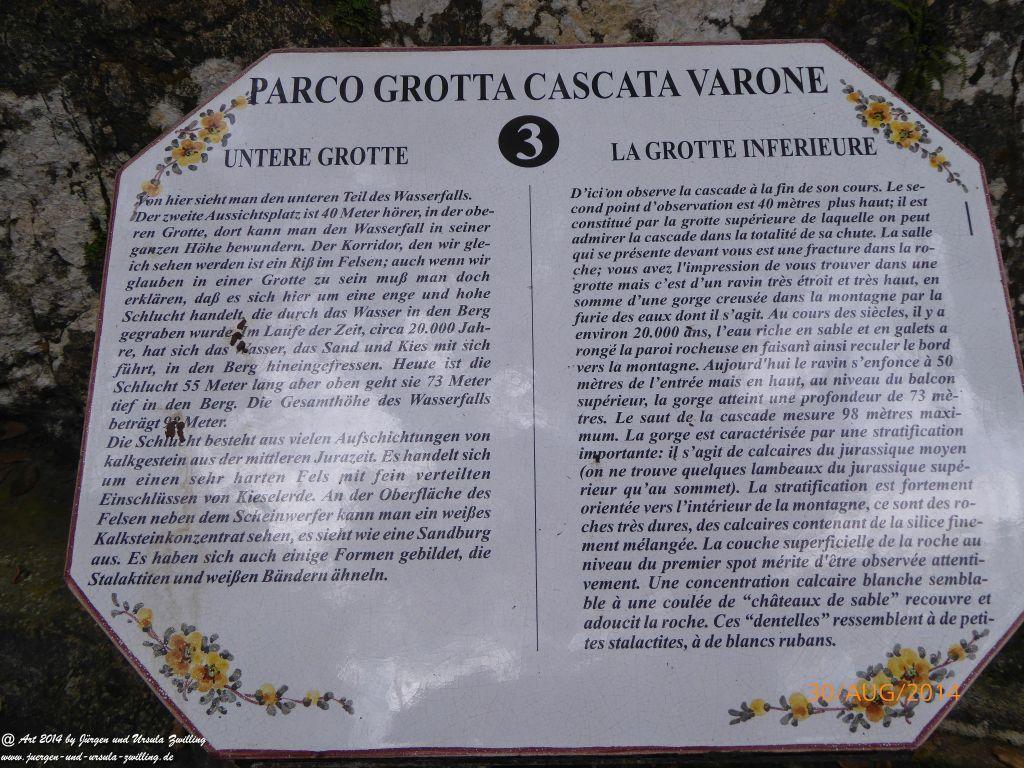 PARCO GROTTA CASCATA VARONE
3
UNTERE GROTTE
Von hier sieht man den unteren Teil des Wasserfalls.
Der zweite Aussichtsplatz ist 40 Meter hörer, in der obe-
ren Grotte, dort kann man den Wasserfall in seiner
ganzen Höhe bewundern. Der Korridor, den wir gle-
ich sehen werden ist ein Riß im Felsen; auch wenn wir
glauben in einer Grotte zu sein muß man doch
erklären, daß es sich hier um eine enge und hohe
Schlucht handelt, die durch das Wasser in den Berg
gegraben wurde. Im Laufe der Zeit, circa 20.000 Jah-
re, hat sich das Wasser, das Sand und Kies mit sich
führt, in den Berg hineingefressen. Heute ist die
Schlucht 55 Meter lang aber oben geht sie 73 Meter
tief in den Berg. Die Gesamthöhe des Wasserfalls
beträgt 98 Meter.
Die Schlucht besteht aus vielen Aufschichtungen von
kalkgestein aus der mittleren Jurazeit. Es handelt sich
um einen sehr harten Fels mit fein verteilten
Einschlüssen von Kieselerde. An der Oberfläche des
Felsen neben dem Scheinwerfer kann man ein weißes
Kalksteinkonzentrat sehen, es sieht wie eine Sandburg
aus. Es haben sich auch einige Formen gebildet, die
Stalaktiten und weißen Bändern ähneln.
LA GROTTE INFERIEURE
D'ici on observe la cascade à la fin de son cours. Le se-
cond point d'observation est 40 mètres plus haut; il est
constitué par la grotte supérieure de laquelle on peut
admirer la cascade dans la totalité de sa chute. La salle
qui se présente devant vous est une fracture dans la ro-
che; vous avez l'impression de vous trouver dans une
grotte mais c'est d'un ravin très étroit et très haut, en
somme d'une gorge creusée dans la montagne par la
furie des eaux dont il s'agit. Au cours des siècles, il y a
environ 20.000 ans, l'eau riche en sable et en galets a
rongé la paroi rocheuse en faisant ainsi reculer le bord
vers la montagne. Aujourd'hui le ravin s'enfonce à 50
mètres de l'entrée mais en haut, au niveau du balcon
supérieur, la gorge atteint une profondeur de 73 mè-
tres. Le saut de la cascade mesure 98 mètres maxi-
mum. La gorge est caractérisée par une stratification
importante: il s'agit de calcaires du jurassique moyen
(on ne trouve quelques lambeaux du jurassique supé-
rieur qu'au sommet). La stratification est fortement
orientée vers l'intérieur de la montagne, ce sont des ro-
ches très dures, des calcaires contenant de la silice fine-
ment mélangée. La couche superficielle de la roche au
niveau du premier spot mérite d'être observée attenti-
vement. Une concentration calcaire blanche sembla-
ble à une coulée de “châteaux de sable” recouvre et
adoucit la roche. Ces “dentelles” ressemblent à de peti-
tes stalactites, à de blancs rubans.
30/AUG/2014
@ Art 2014 by Jürgen und Ursula Zwilling
www.juergen-und-ursula-zwilling.de